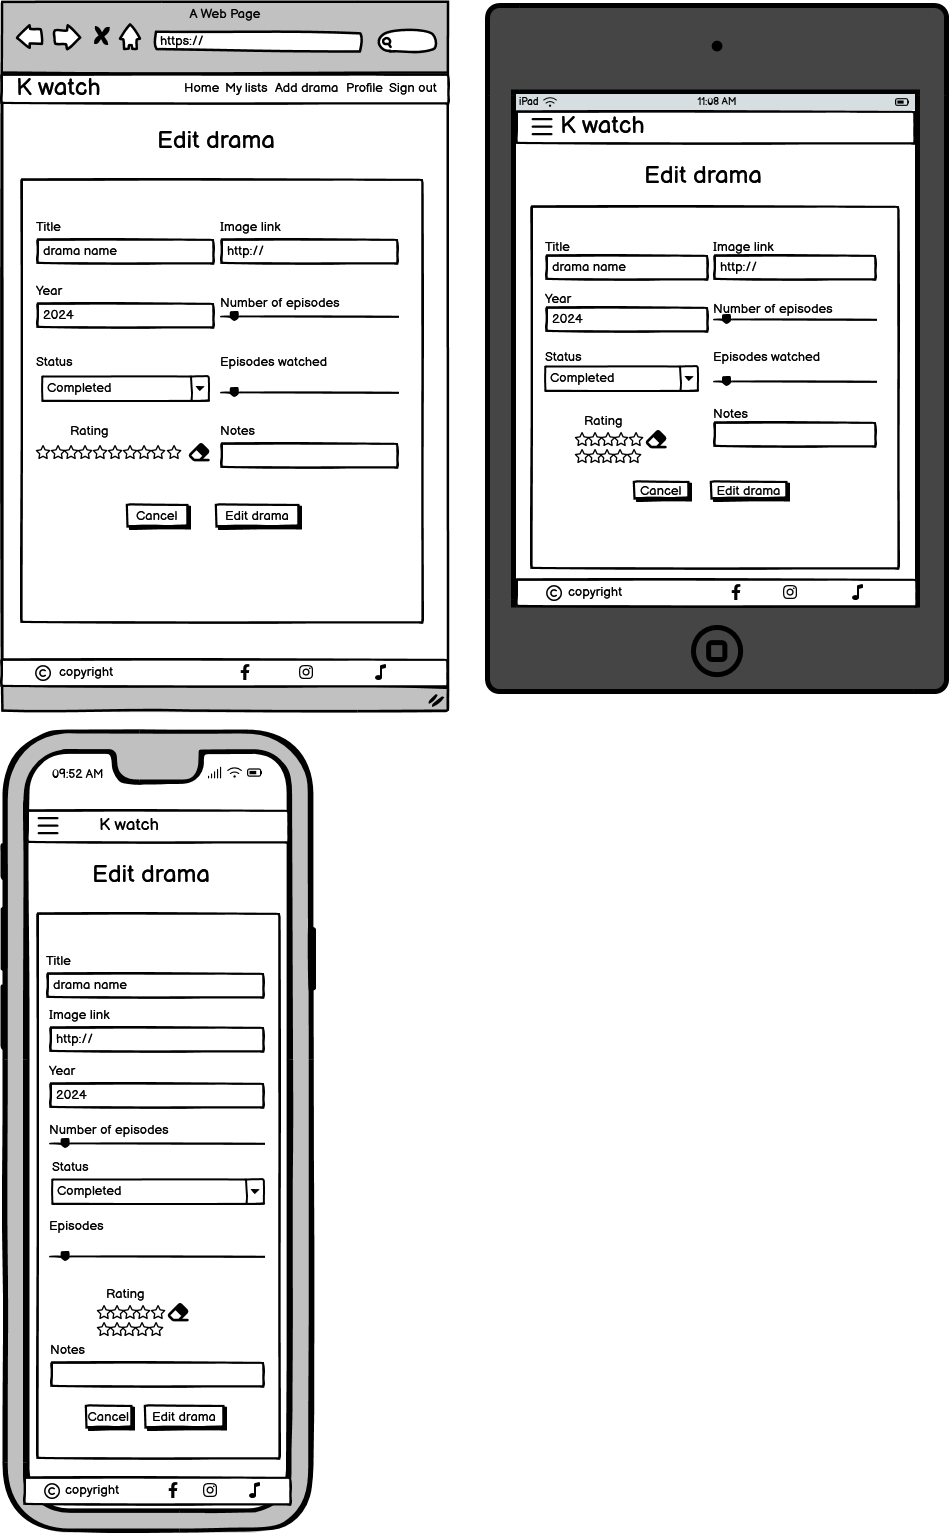 A Web Page
https://
K watch
Home My lists Add drama Profile Sign out
Edit drama
Title
Image link
drama name
http://
Year
Number of episodes
2024
Status
Episodes watched
Completed
Rating
Notes
Cancel
Edit drama
© copyright
iPad
11:08 AM
K watch
Edit drama
Title
Image link
drama name
http://
Year
Number of episodes
2024
Status
Episodes watched
Completed
Rating
Notes
Cancel
Edit drama
© copyright
09:52 AM
K watch
Edit drama
Title
drama name
Image link
http://
Year
2024
Number of episodes
Status
Completed
Episodes
Rating
Notes
Cancel
Edit drama
© copyright